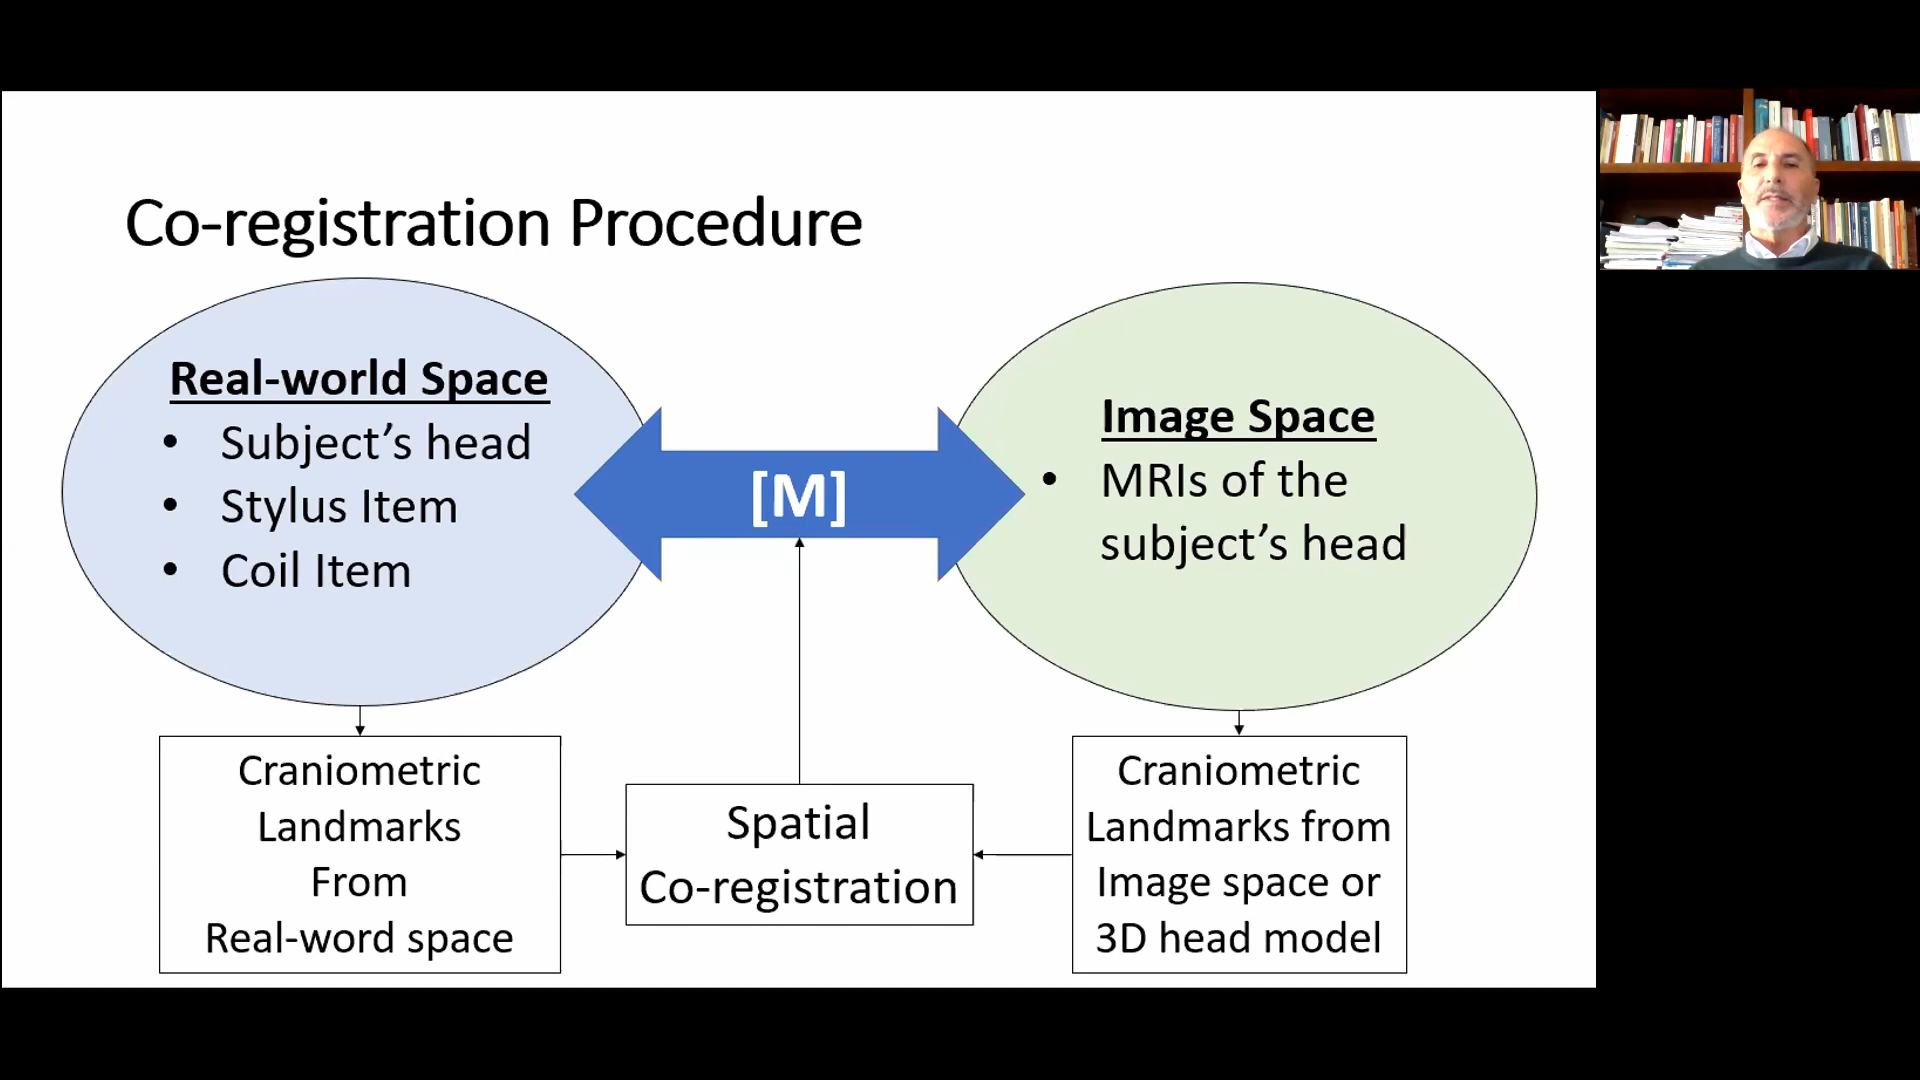 Co-registration Procedure
Real-world Space
• Subject’s head
• Stylus Item
• Coil Item
[M]
Image Space
• MRIs of the
subject’s head
Craniometric
Landmarks
From
Real-word space
Spatial
Co-registration
Craniometric
Landmarks from
Image space or
3D head model